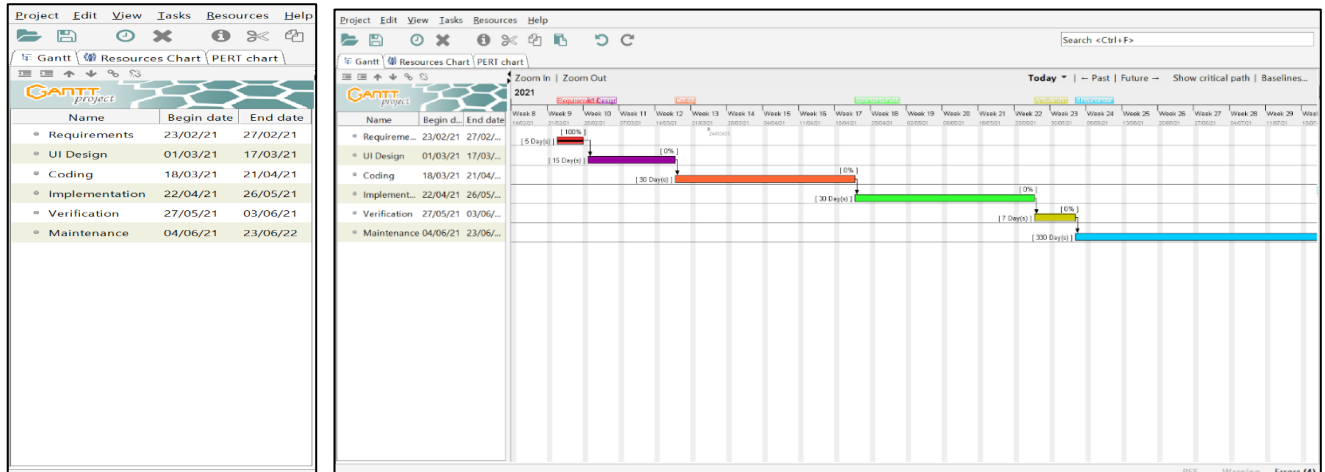 Project Edit View Tasks Resources Help
Gantt Resources Chart PERT chart
GANTT project
Name Begin date End date
Requirements 23/02/21 27/02/21
UI Design 01/03/21 17/03/21
Coding 18/03/21 21/04/21
Implementation 22/04/21 26/05/21
Verification 27/05/21 03/06/21
Maintenance 04/06/21 23/06/22
Project Edit View Tasks Resources Help
Search <Ctrl+F>
Gantt Resources Chart PERT chart
Zoom In | Zoom Out Today | ← Past | Future → Show critical path | Baselines...
GANTT project
2021
Coding
Name Begin d... End date
Week 8 Week 9 Week 10 Week 11 Week 12 Week 13 Week 14 Week 15 Week 16 Week 17 Week 18 Week 19 Week 20 Week 21 Week 22 Week 23 Week 24 Week 25 Week 26 Week 27 Week 28 Week 29
Requireme... 23/02/21 27/02/...
[ 100% ]
[ 5 Day(s) ]
UI Design 01/03/21 17/03/...
[ 0% ]
[ 15 Day(s) ]
Coding 18/03/21 21/04/...
[ 0% ]
[ 30 Day(s) ]
Implement... 22/04/21 26/05/...
[ 0% ]
[ 30 Day(s) ]
Verification 27/05/21 03/06/...
[ 0% ]
[ 7 Day(s) ]
Maintenance 04/06/21 23/06/...
[ 330 Day(s) ]